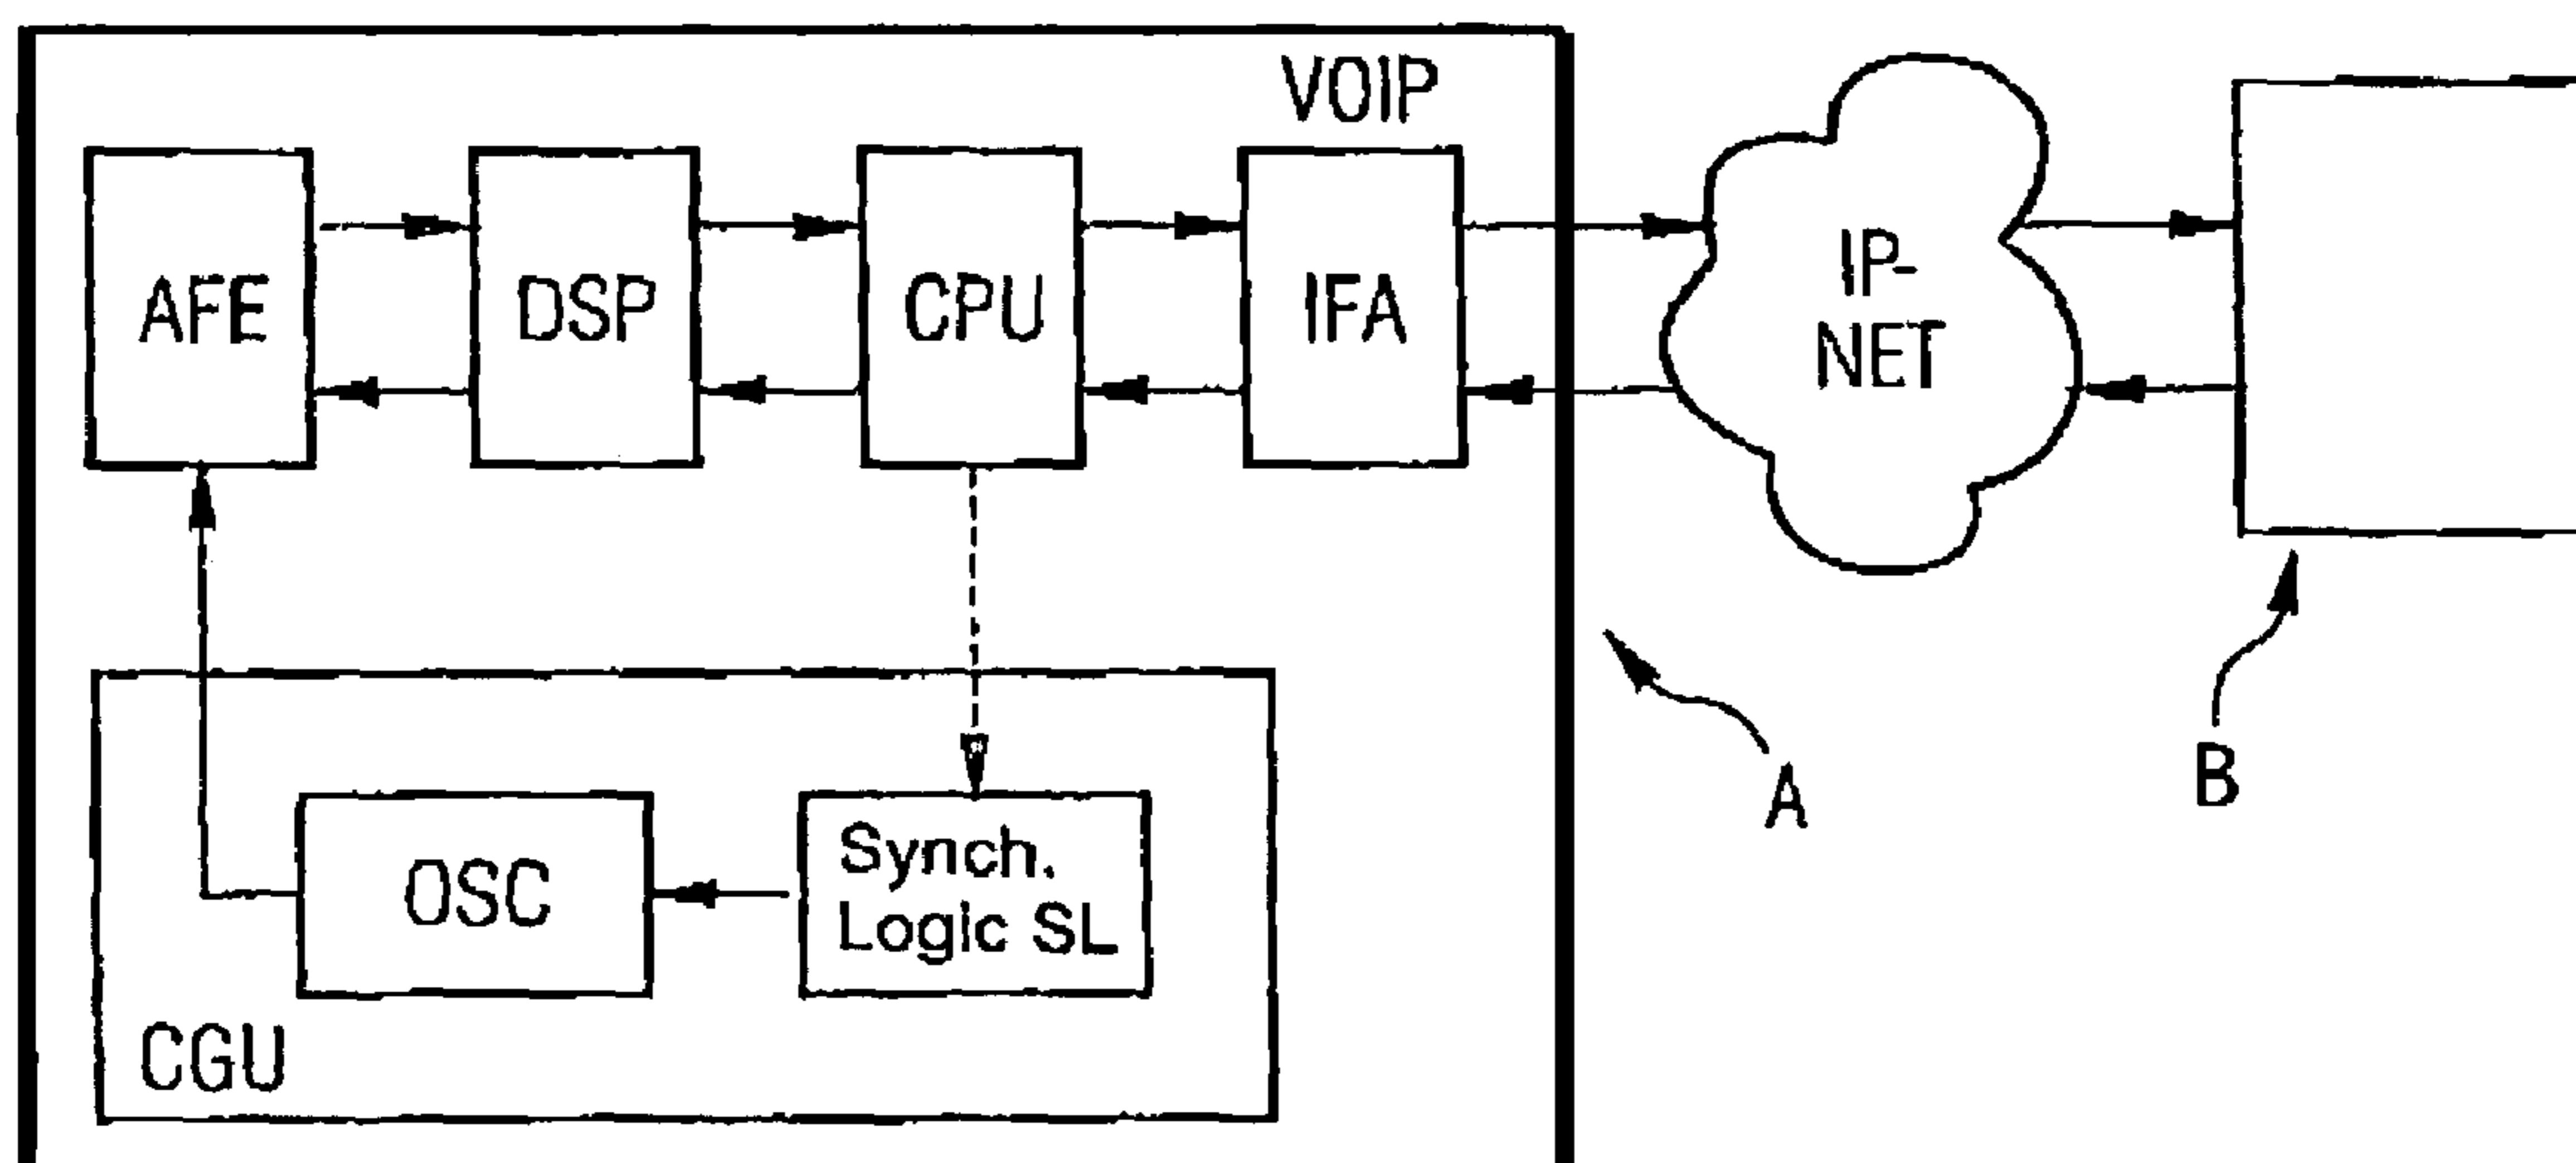 VOIP
AFE
DSP
CPU
IFA
IP-
NET
A
B
OSC
Synch.
Logic SL
CGU